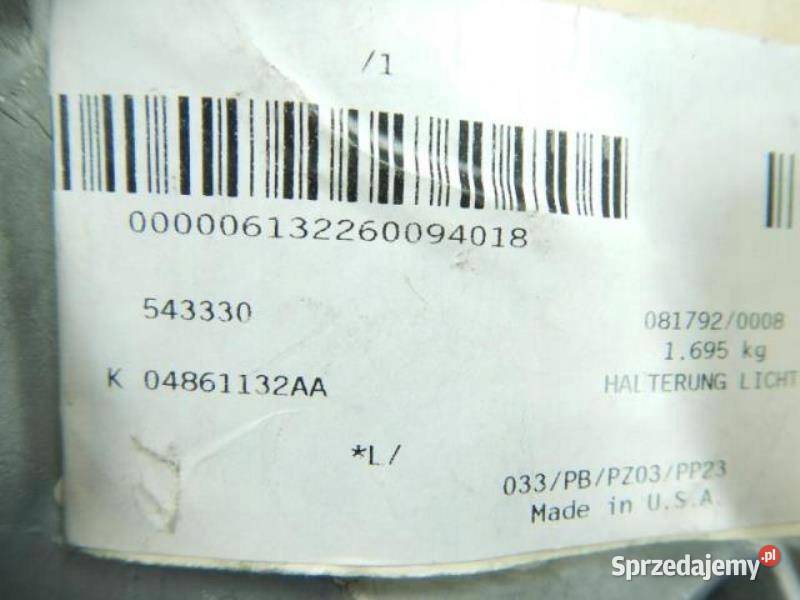 /1
000006132260094018
543330
081792/0008
1.695 kg
K 04861132AA
HALTERUNG LICHT
*L/
033/PB/PZ03/PP23
Made in U.S.A
Sprzedajemy.pl